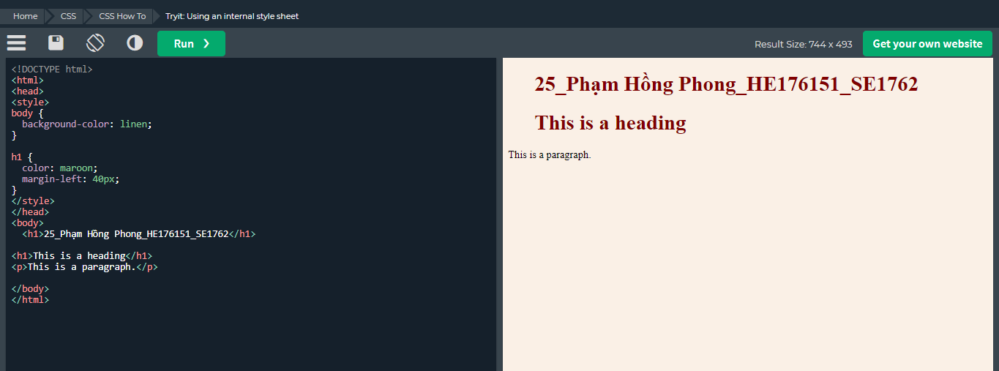 Home
CSS
CSS How To
Tryit: Using an internal style sheet
Run ❯
Result Size: 744 x 493
Get your own website
<!DOCTYPE html>
<html>
<head>
<style>
body {
  background-color: linen;
}
h1 {
  color: maroon;
  margin-left: 40px;
}
</style>
</head>
<body>
  <h1>25_Phạm Hồng Phong_HE176151_SE1762</h1>
<h1>This is a heading</h1>
<p>This is a paragraph.</p>
</body>
</html>
25_Phạm Hồng Phong_HE176151_SE1762
This is a heading
This is a paragraph.